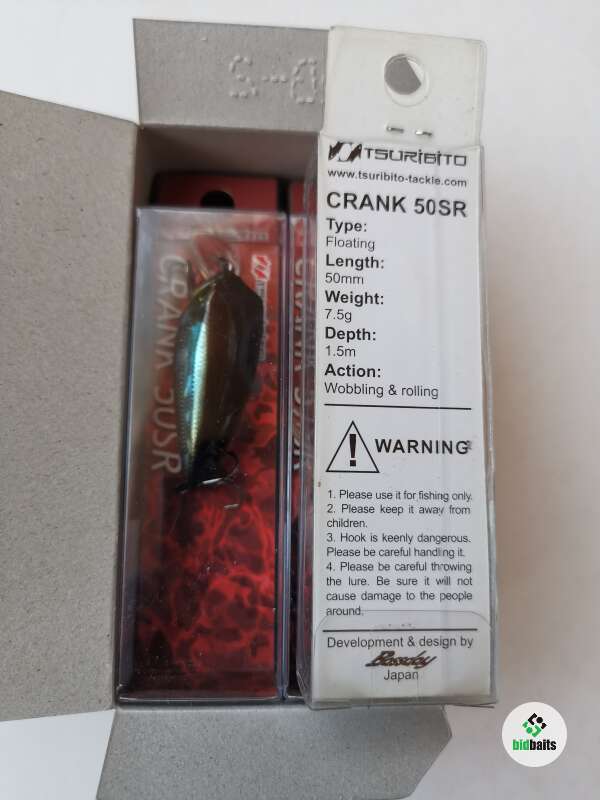 TSURIBITO
www.tsuribito-tackle.com
CRANK 50SR
Type:
Floating
Length:
50mm
Weight:
7.5g
Depth:
1.5m
Action:
Wobbling & rolling
WARNING
1. Please use it for fishing only.
2. Please keep it away from
children.
3. Hook is keenly dangerous.
Please be careful handling it.
4. Please be careful throwing
the lure. Be sure it will not
cause damage to the people
around.
Development & design by
Bassday
Japan
CRANK 50SR
bidbaits